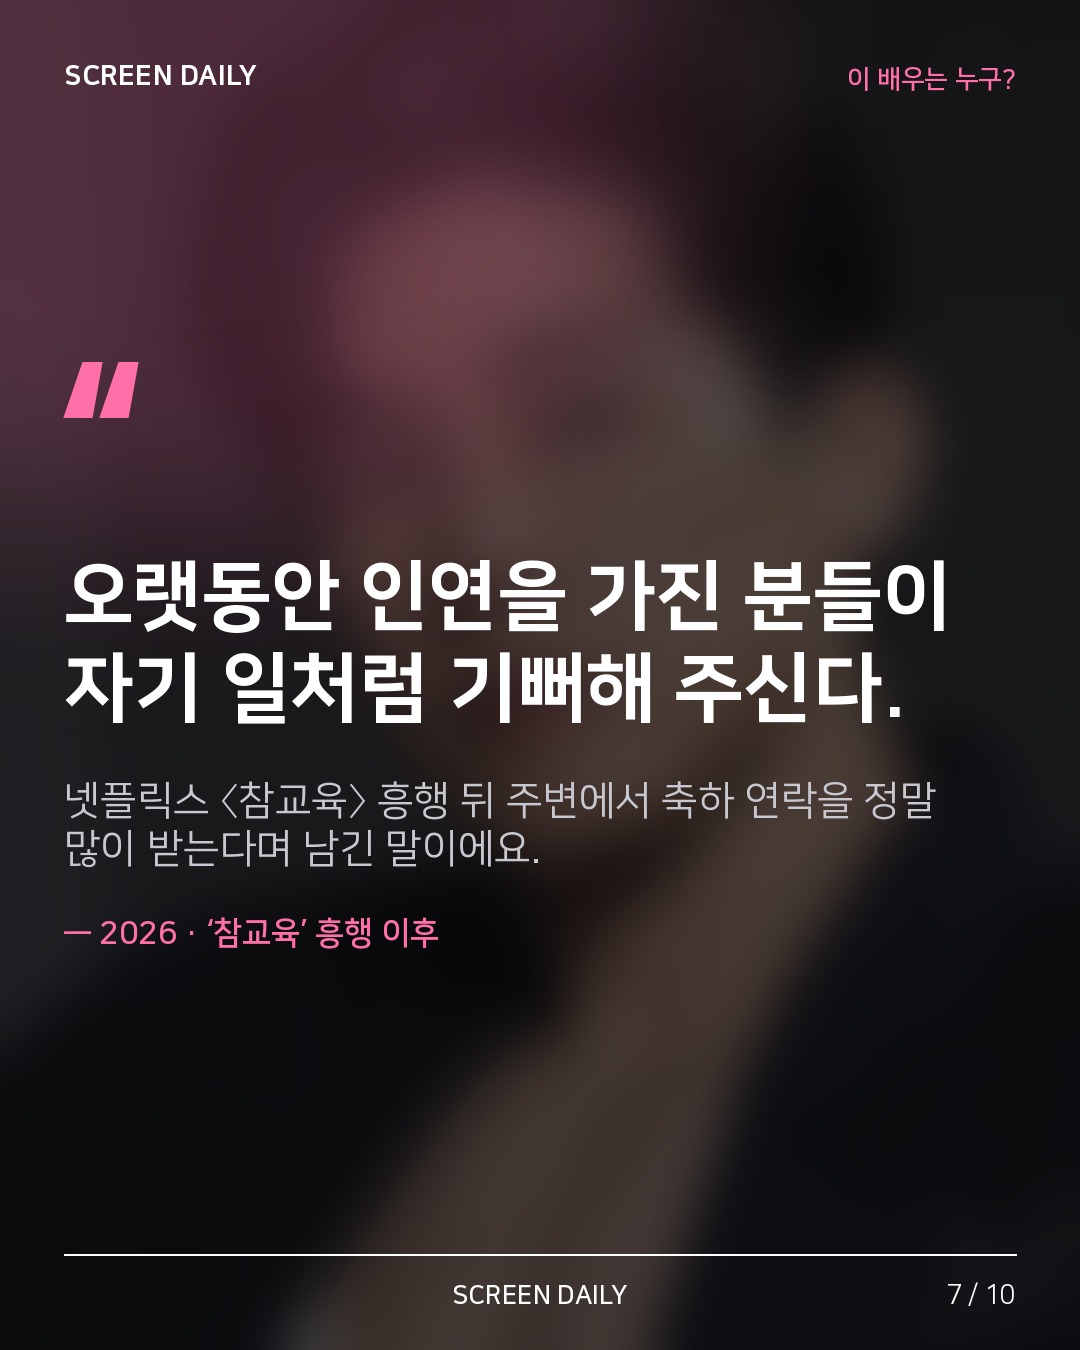 SCREEN DAILY
이 배우는 누구?
“
오랫동안 인연을 가진 분들이
자기 일처럼 기뻐해 주신다.
넷플릭스 〈참교육〉 흥행 뒤 주변에서 축하 연락을 정말
많이 받는다며 남긴 말이에요.
— 2026 · ‘참교육’ 흥행 이후
SCREEN DAILY
7 / 10